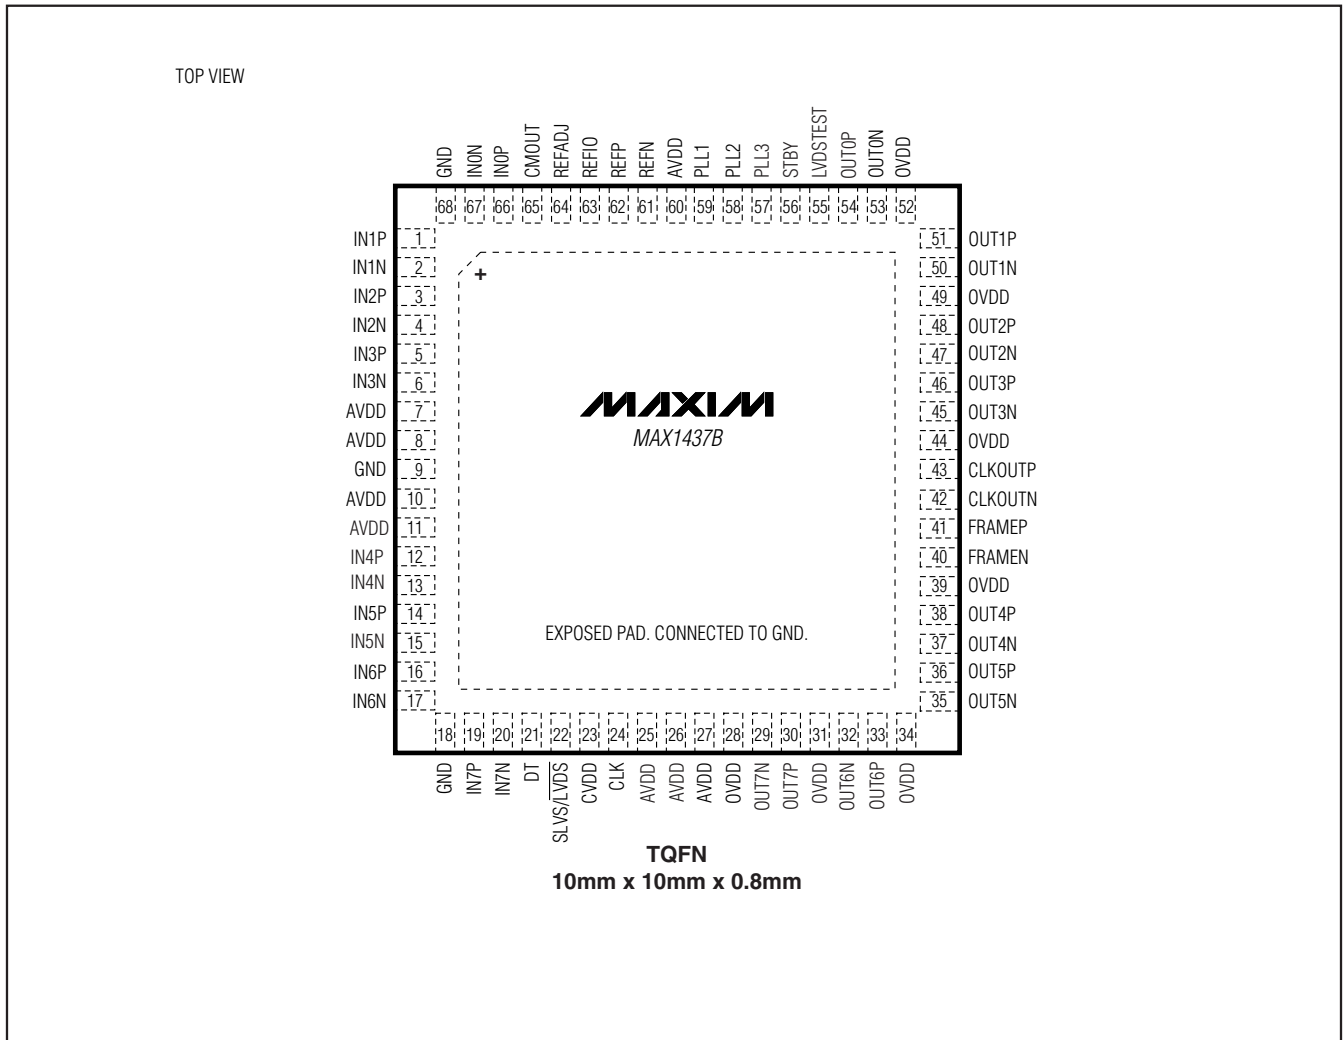 TOP VIEW
GND
IN0N
IN0P
CMOUT
REFADJ
REFIO
REFP
REFN
AVDD
PLL1
PLL2
PLL3
STBY
LVDSTEST
OUT0P
OUT0N
OVDD
68 67 66 65 64 63 62 61 60 59 58 57 56 55 54 53 52
IN1P 1
IN1N 2
IN2P 3
IN2N 4
IN3P 5
IN3N 6
AVDD 7
AVDD 8
GND 9
AVDD 10
AVDD 11
IN4P 12
IN4N 13
IN5P 14
IN5N 15
IN6P 16
IN6N 17
+
MAXIM
MAX1437B
EXPOSED PAD. CONNECTED TO GND.
51 OUT1P
50 OUT1N
49 OVDD
48 OUT2P
47 OUT2N
46 OUT3P
45 OUT3N
44 OVDD
43 CLKOUTP
42 CLKOUTN
41 FRAMEP
40 FRAMEN
39 OVDD
38 OUT4P
37 OUT4N
36 OUT5P
35 OUT5N
18 19 20 21 22 23 24 25 26 27 28 29 30 31 32 33 34
GND
IN7P
IN7N
DT
SLVS/LVDS
CVDD
CLK
AVDD
AVDD
AVDD
OVDD
OUT7N
OUT7P
OVDD
OUT6N
OUT6P
OVDD
TQFN
10mm x 10mm x 0.8mm